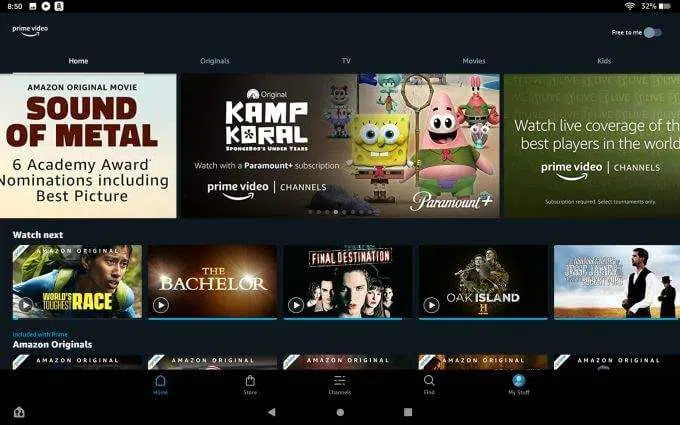 8:50
32%
prime video
Free to me
Home
Originals
TV
Movies
Kids
AMAZON ORIGINAL MOVIE
SOUND
OF METAL
6 Academy Award
Nominations including
Best Picture
Original
KAMP
KORAL
SPONGEBOB'S UNDER YEARS
Watch with a Paramount+ subscription
prime video | CHANNELS
Paramount+
Watch live coverage of th
best players in the world
prime video | CHANNELS
Subscription required. Select tournaments only.
Watch next
AMAZON ORIGINAL
WORLD'S
TOUGHEST
RACE
THE
BACHELOR
FINAL DESTINATION
OAK ISLAND
H
Included with Prime
Amazon Originals
AMAZON ORIGINAL
AMAZON ORIGINAL
AMAZON ORIGINAL
AMAZON ORIGINAL
AMAZON ORIGINAL
Home
Store
Channels
Find
My Stuff